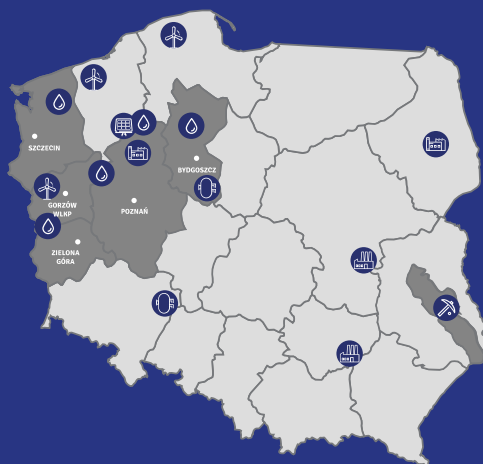 SZCZECIN
BYDGOSZCZ
GORZÓW
WLKP
POZNAŃ
ZIELONA
GÓRA